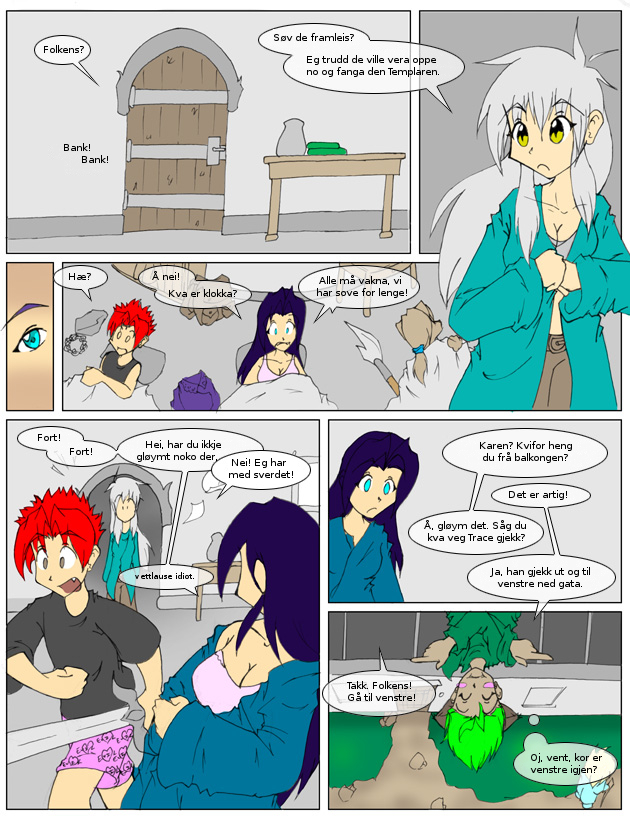 Folkens?
Bank!
Bank!
Søv de framleis?
Eg trudd de ville vera oppe
no og fanga den Templaren.
Hæ?
Å nei!
Kva er klokka?
Alle må vakna, vi
har sove for lenge!
Fort!
Fort!
Hei, har du ikkje
gløymt noko der,
Nei! Eg har
med sverdet!
vettlause idiot.
Karen? Kvifor heng
du frå balkongen?
Det er artig!
Å, gløym det. Såg du
kva veg Trace gjekk?
Ja, han gjekk ut og til
venstre ned gata.
Takk. Folkens!
Gå til venstre!
Oj, vent, kor er
venstre igjen?